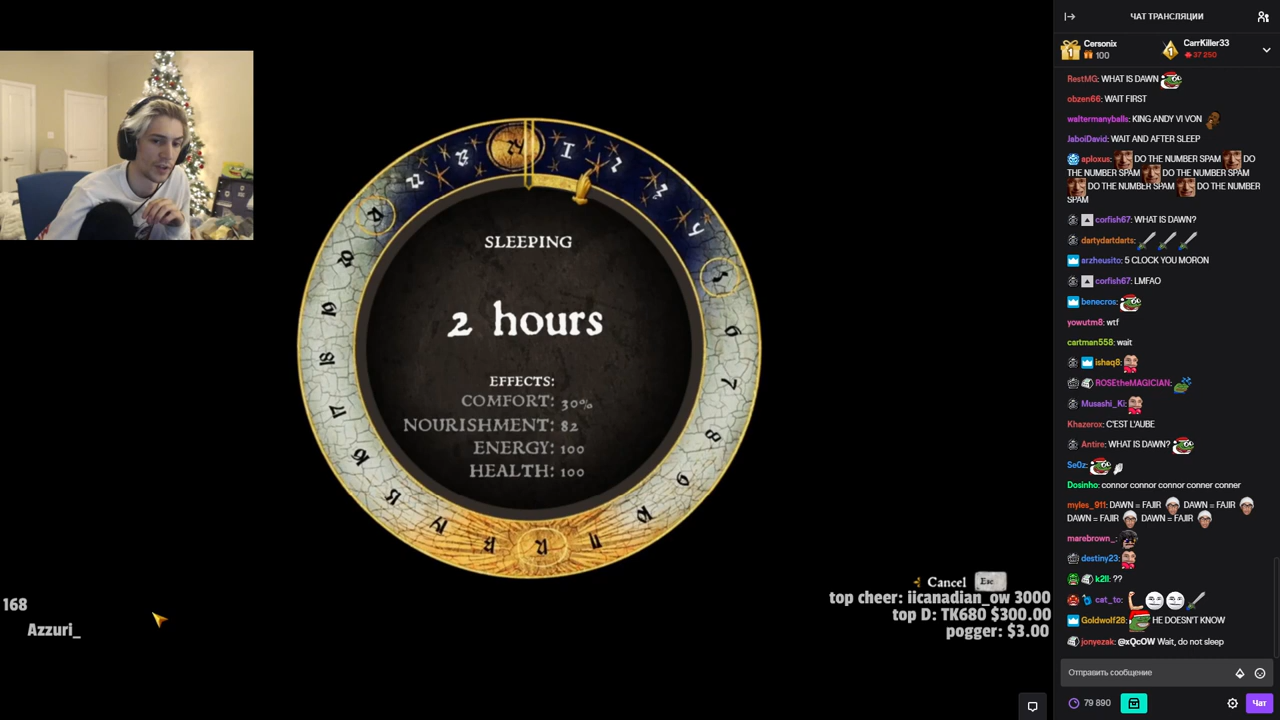 SLEEPING
2 hours
EFFECTS:
COMFORT: 30%
NOURISHMENT: 82
ENERGY: 100
HEALTH: 100
Cancel Esc
168
Azzuri_
top cheer: iicanadian_ow 3000
top D: TK680 $300.00
pogger: $3.00
ЧАТ ТРАНСЛЯЦИИ
Cersonix
100
CarrKiller33
37 250
RestMG: WHAT IS DAWN
obzen66: WAIT FIRST
waltermanyballs: KING ANDY VI VON
JaboiDavid: WAIT AND AFTER SLEEP
aploxus: DO THE NUMBER SPAM DO
THE NUMBER SPAM DO THE NUMBER SPAM
DO THE NUMBER SPAM DO THE NUMBER
SPAM
corfish67: WHAT IS DAWN?
dartydartdarts:
arzheusito: 5 CLOCK YOU MORON
corfish67: LMFAO
benecros:
yowutm8: wtf
cartman558: wait
ishaq8:
ROSEtheMAGICIAN:
Musashi_Ki:
Khazerox: C'EST L'AUBE
Antire: WHAT IS DAWN?
Se0z:
Dosinho: connor connor connor conner conner
myles_911: DAWN = FAJIR DAWN = FAJIR
DAWN = FAJIR DAWN = FAJIR
marebrown_:
destiny23:
k2ll: ??
cat_to:
Goldwolf28: HE DOESN'T KNOW
jonyezak: @xQcOW Wait, do not sleep
Отправить сообщение
79 890
Чат